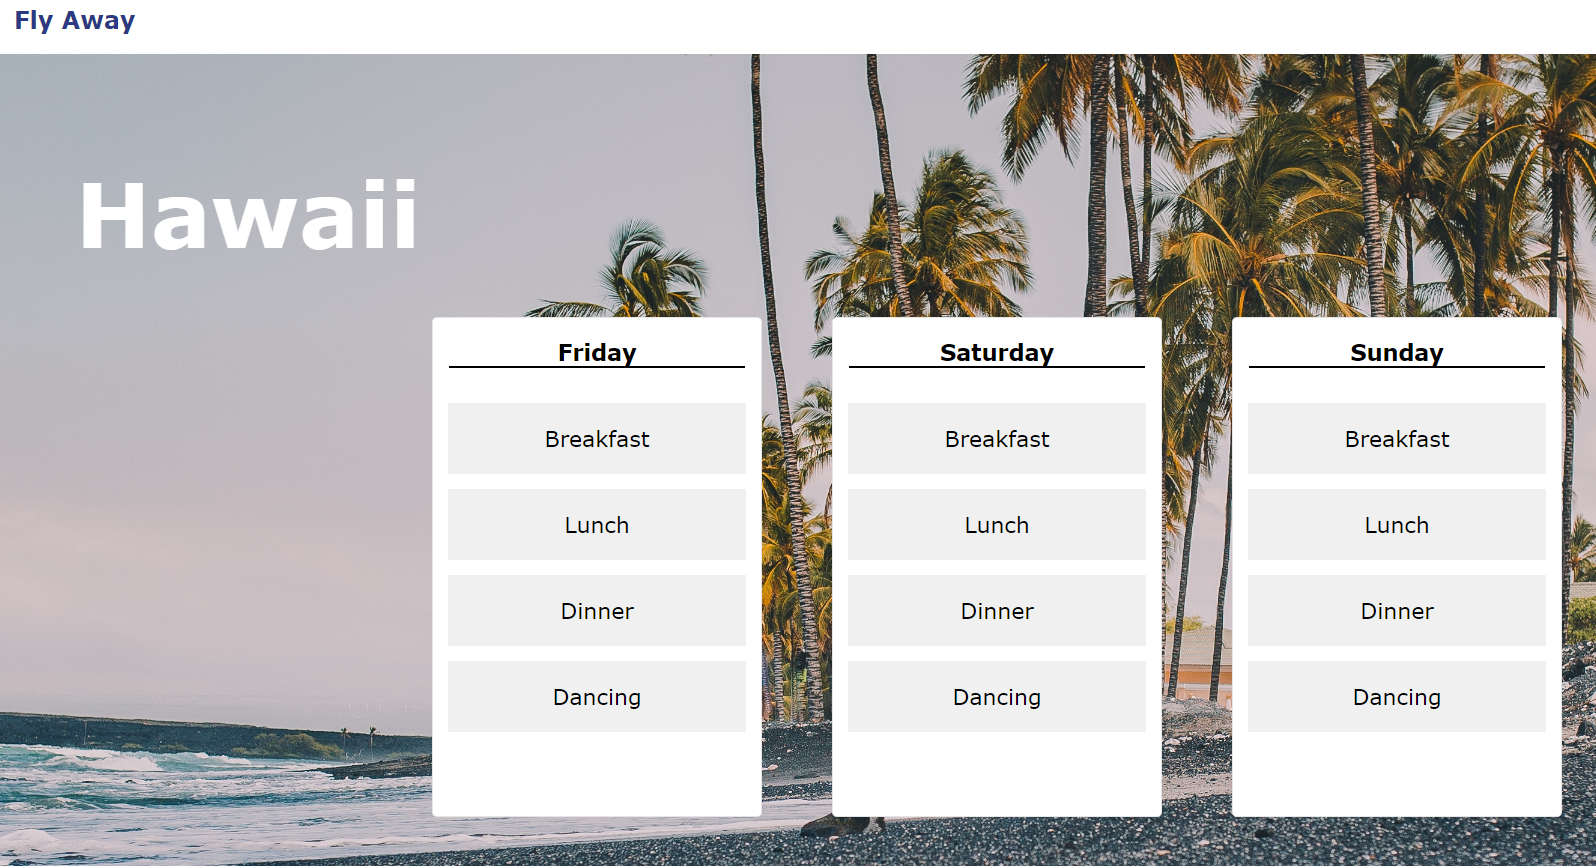 Fly Away
Hawaii
Friday
Breakfast
Lunch
Dinner
Dancing
Saturday
Breakfast
Lunch
Dinner
Dancing
Sunday
Breakfast
Lunch
Dinner
Dancing